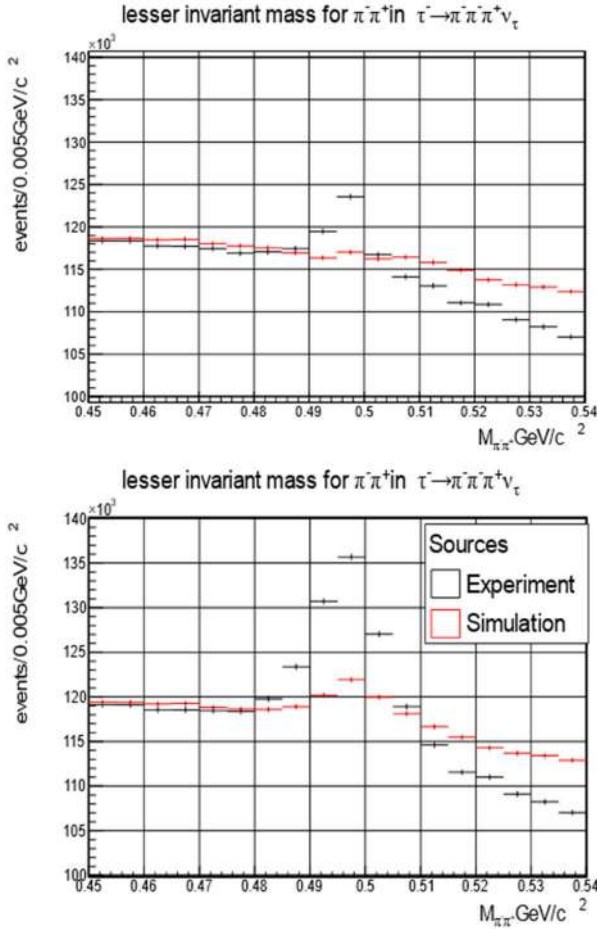 lesser invariant mass for π⁻π⁺in τ⁻→π⁻π⁻π⁺ν_τ
×10³
events/0.005GeV/c ²
140
135
130
125
120
115
110
105
100
0.45 0.46 0.47 0.48 0.49 0.5 0.51 0.52 0.53 0.54
M_π⁻π⁺GeV/c ²
lesser invariant mass for π⁻π⁺in τ⁻→π⁻π⁻π⁺ν_τ
×10³
events/0.005GeV/c ²
140
135
130
125
120
115
110
105
100
Sources
Experiment
Simulation
0.45 0.46 0.47 0.48 0.49 0.5 0.51 0.52 0.53 0.54
M_π⁻π⁺GeV/c ²